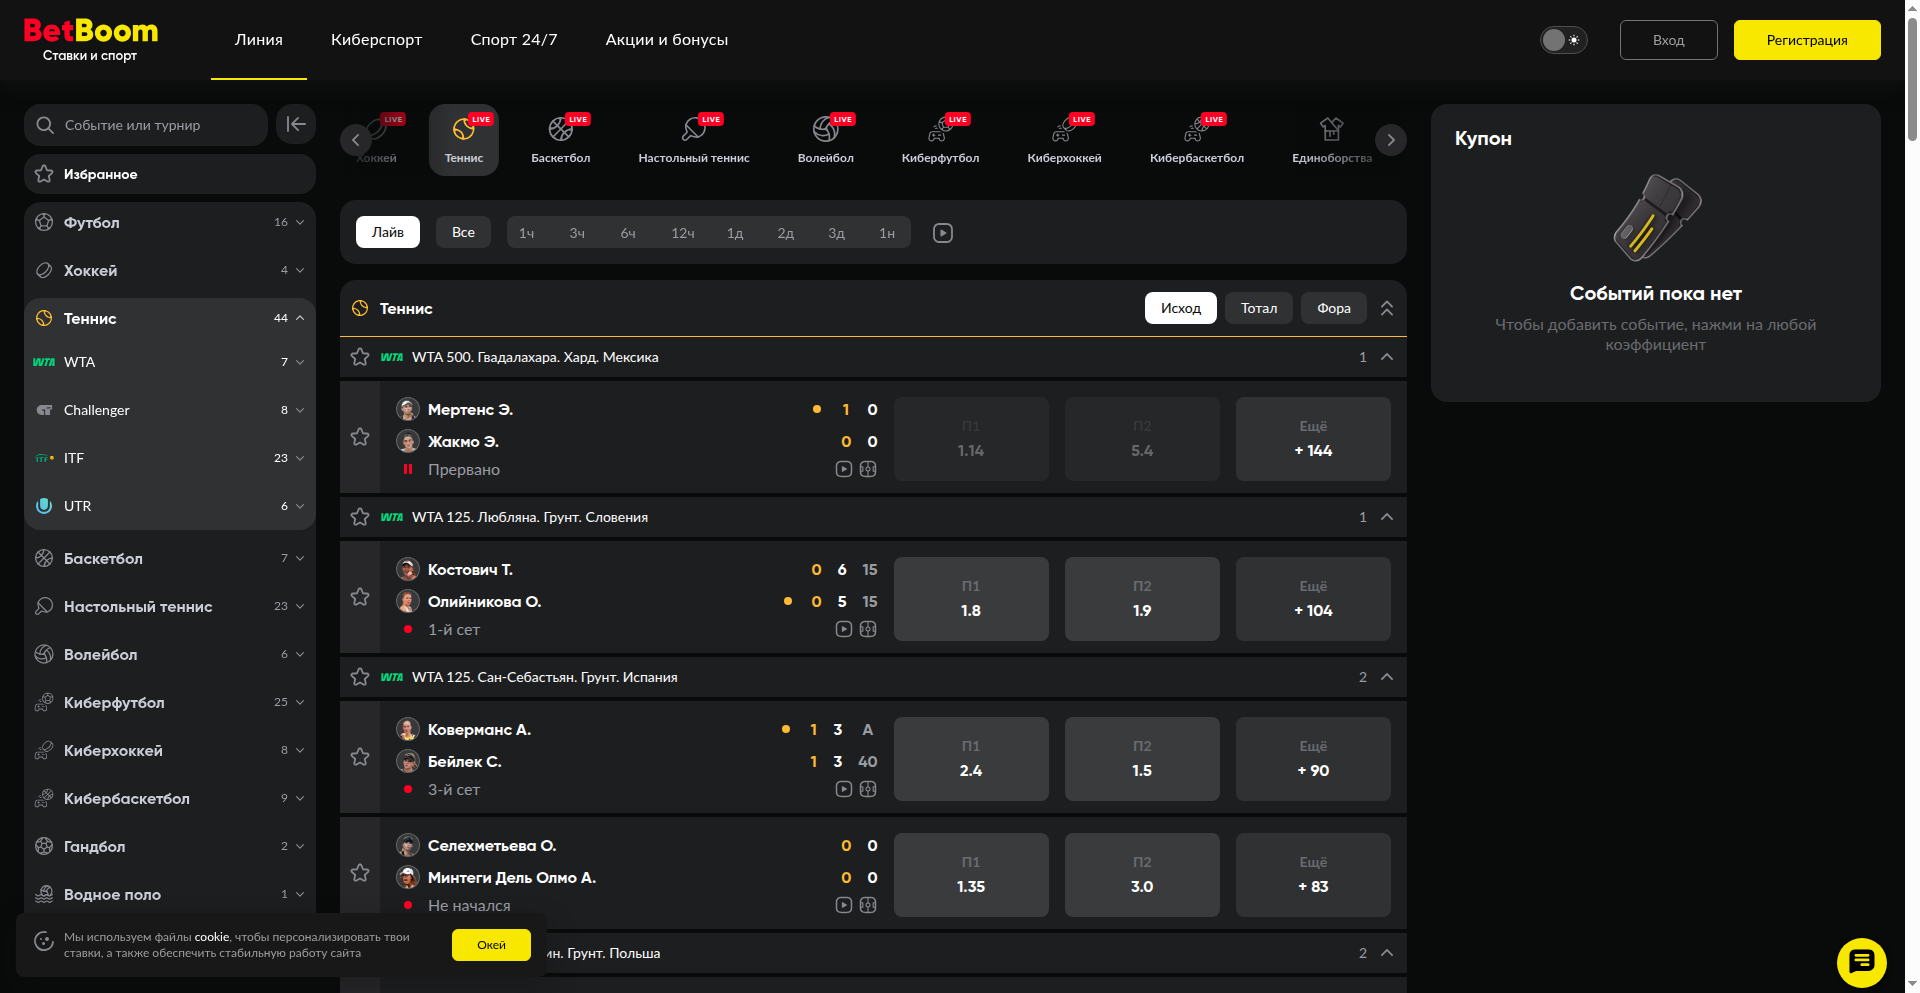 BetBoom
Ставки и спорт
Линия
Киберспорт
Спорт 24/7
Акции и бонусы
Вход
Регистрация
Событие или турнир
Избранное
Футбол 16
Хоккей 4
Теннис 44
WTA 7
Challenger 8
ITF 23
UTR 6
Баскетбол 7
Настольный теннис 23
Волейбол 6
Киберфутбол 25
Киберхоккей 8
Кибербаскетбол 9
Гандбол 2
Водное поло 1
LIVE LIVE LIVE LIVE LIVE LIVE LIVE LIVE
Хоккей Теннис Баскетбол Настольный теннис Волейбол Киберфутбол Киберхоккей Кибербаскетбол Единоборства
Лайв Все 1ч 3ч 6ч 12ч 1д 2д 3д 1н
Теннис Исход Тотал Фора
WTA WTA 500. Гвадалахара. Хард. Мексика 1
Мертенс Э. 1 0
Жакмо Э. 0 0
Прервано
П1 1.14
П2 5.4
Ещё + 144
WTA WTA 125. Любляна. Грунт. Словения 1
Костович Т. 0 6 15
Олийникова О. 0 5 15
1-й сет
П1 1.8
П2 1.9
Ещё + 104
WTA WTA 125. Сан-Себастьян. Грунт. Испания 2
Коверманс А. 1 3 A
Бейлек С. 1 3 40
3-й сет
П1 2.4
П2 1.5
Ещё + 90
Селехметьева О. 0 0
Минтеги Дель Олмо А. 0 0
Не начался
П1 1.35
П2 3.0
Ещё + 83
ин. Грунт. Польша 2
Купон
Событий пока нет
Чтобы добавить событие, нажми на любой
коэффициент
Мы используем файлы cookie, чтобы персонализировать твои
ставки, а также обеспечить стабильную работу сайта
Окей